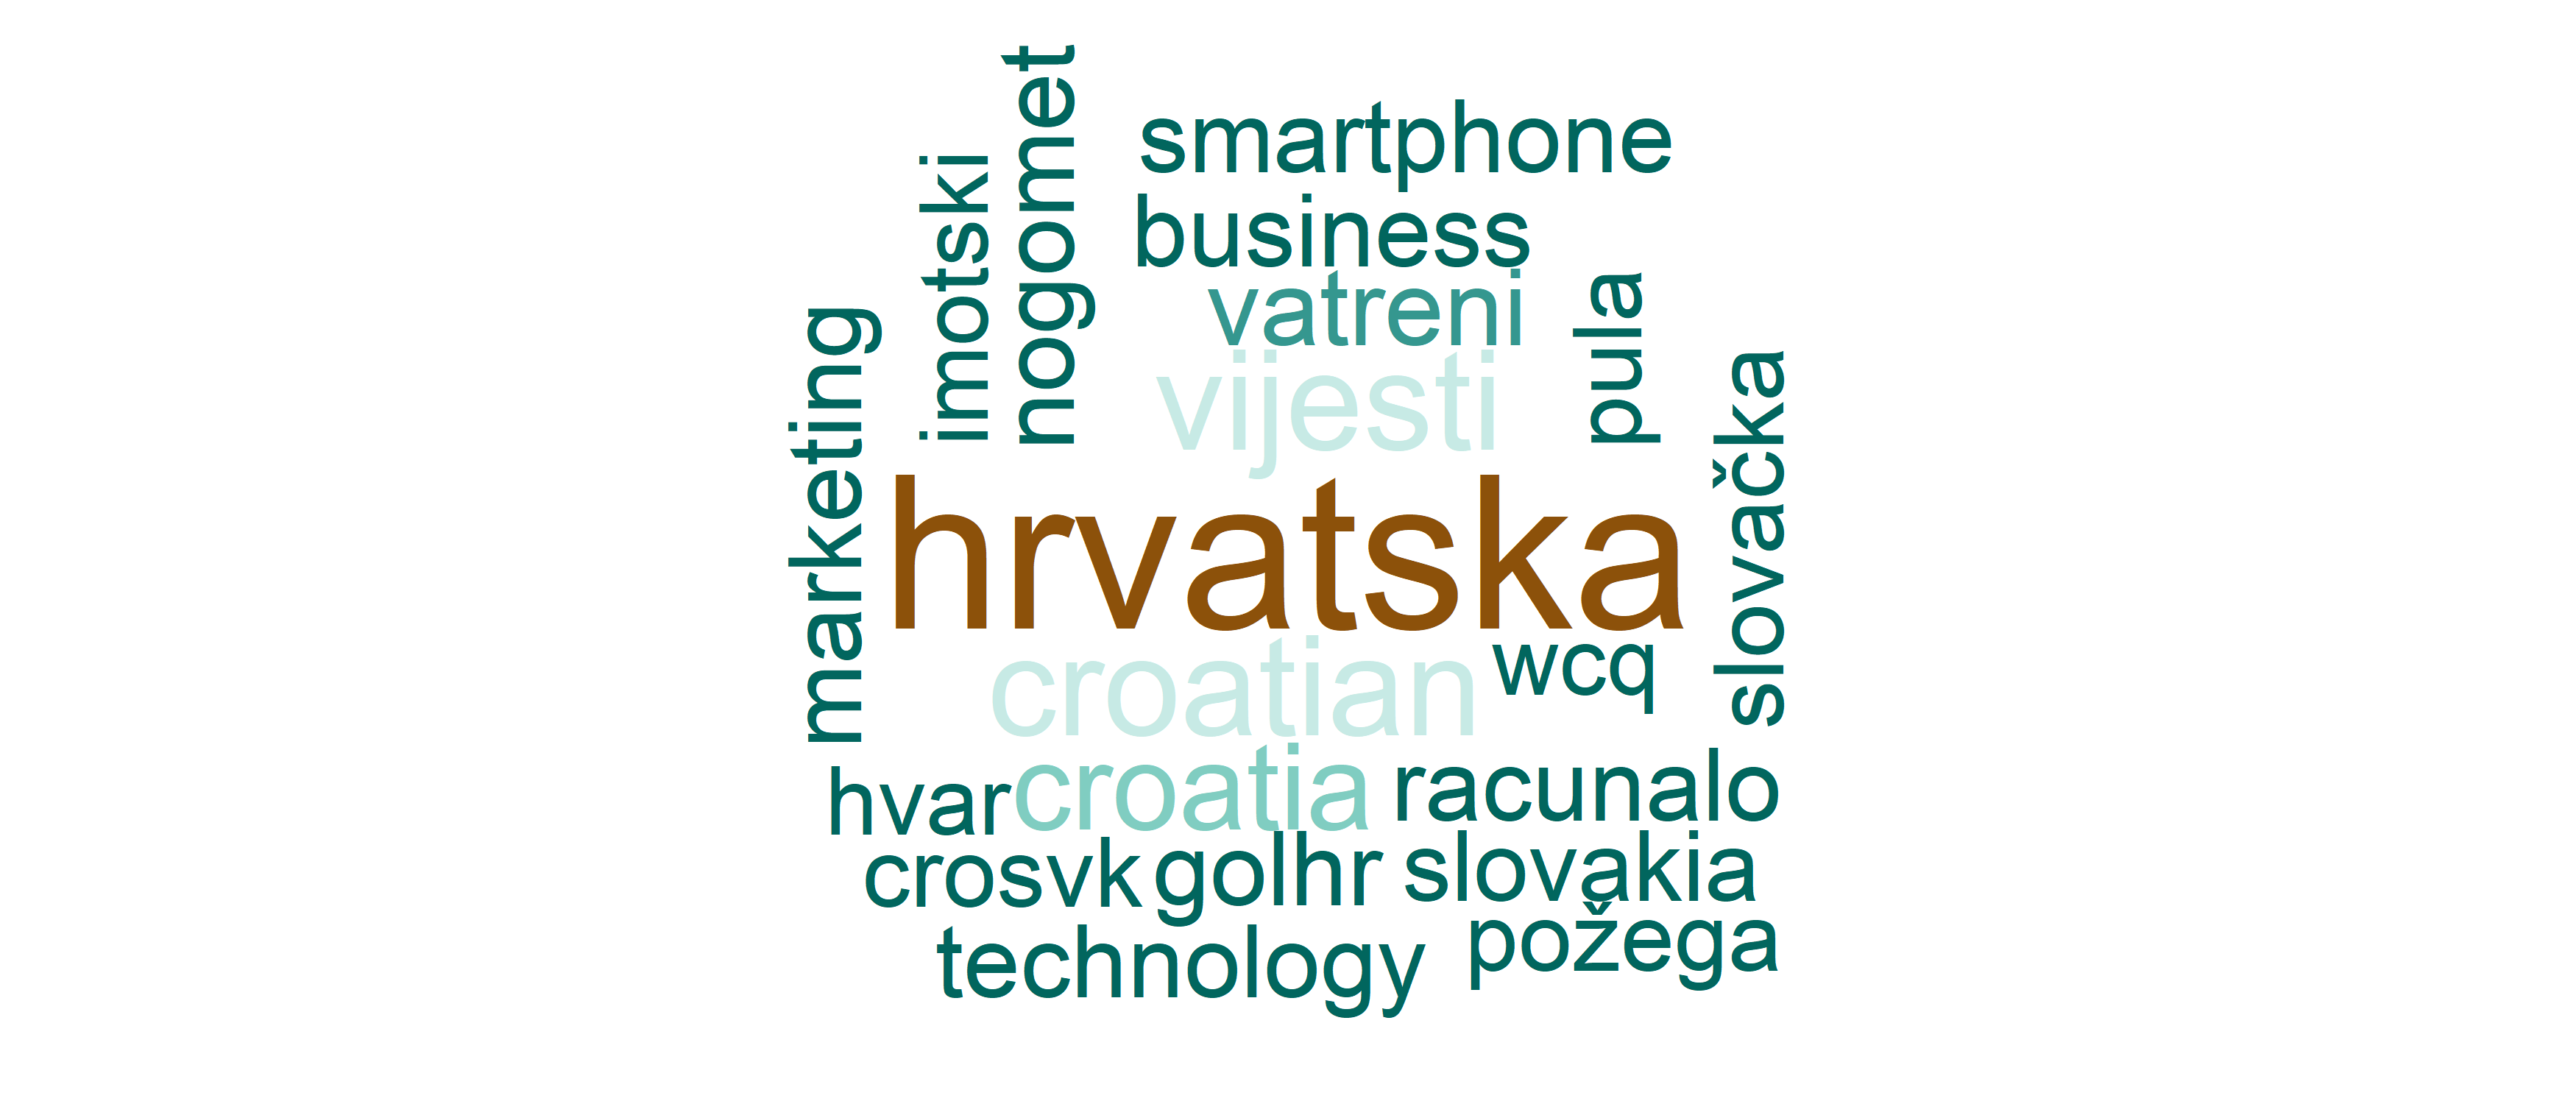 nogomet
imotski
smartphone
business
vatreni
pula
marketing
vijesti
slovačka
hrvatska
croatian
wcq
croatia
racunalo
hvar
crosvk
golhr
slovakia
požega
technology